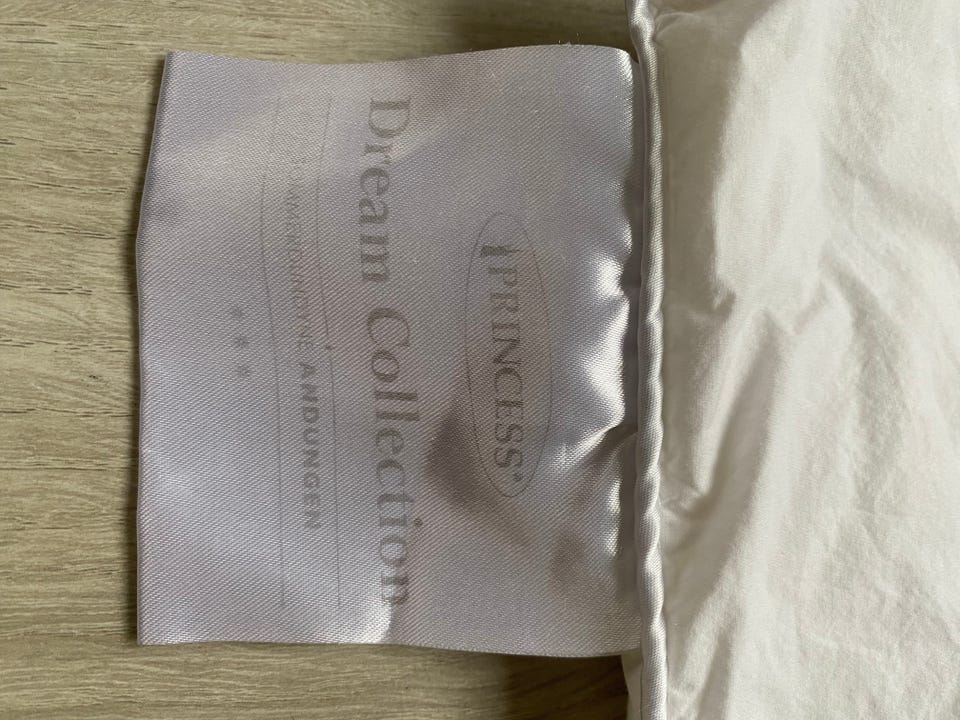 PRINCESS®
Dream Collection
ANDUNGEN
***